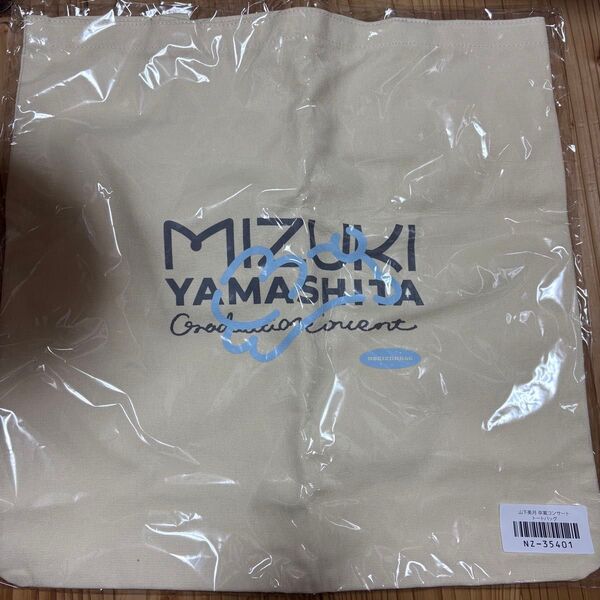 MIZUKI
YAMASHITA
Graduation Concert
NOGIZAKA46
山下美月 卒業コンサート
トートバッグ
NZ-35401